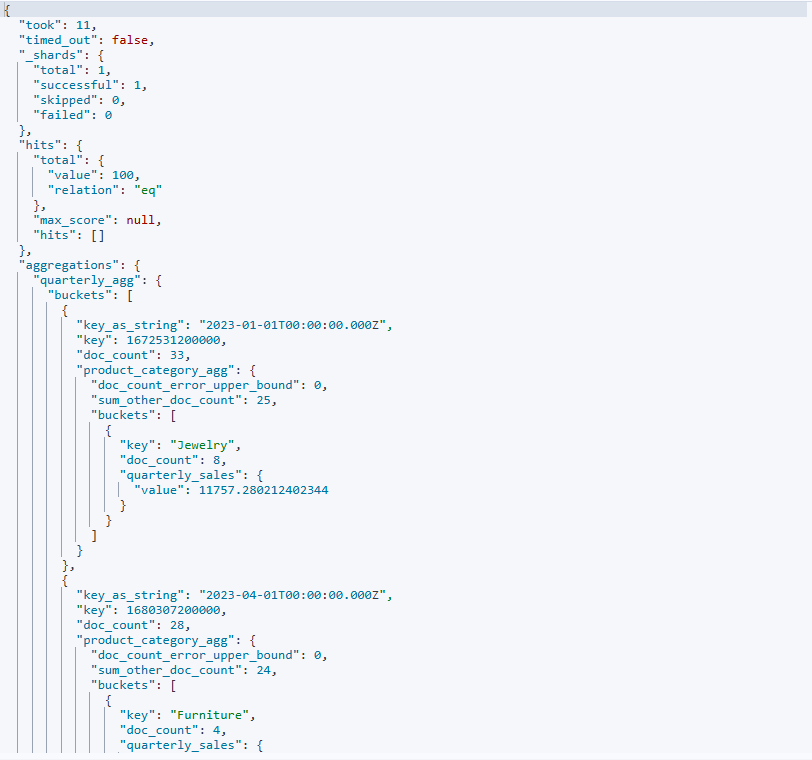 {
  "took": 11,
  "timed_out": false,
  "_shards": {
    "total": 1,
    "successful": 1,
    "skipped": 0,
    "failed": 0
  },
  "hits": {
    "total": {
      "value": 100,
      "relation": "eq"
    },
    "max_score": null,
    "hits": []
  },
  "aggregations": {
    "quarterly_agg": {
      "buckets": [
        {
          "key_as_string": "2023-01-01T00:00:00.000Z",
          "key": 1672531200000,
          "doc_count": 33,
          "product_category_agg": {
            "doc_count_error_upper_bound": 0,
            "sum_other_doc_count": 25,
            "buckets": [
              {
                "key": "Jewelry",
                "doc_count": 8,
                "quarterly_sales": {
                  "value": 11757.280212402344
                }
              }
            ]
          }
        },
        {
          "key_as_string": "2023-04-01T00:00:00.000Z",
          "key": 1680307200000,
          "doc_count": 28,
          "product_category_agg": {
            "doc_count_error_upper_bound": 0,
            "sum_other_doc_count": 24,
            "buckets": [
              {
                "key": "Furniture",
                "doc_count": 4,
                "quarterly_sales": {